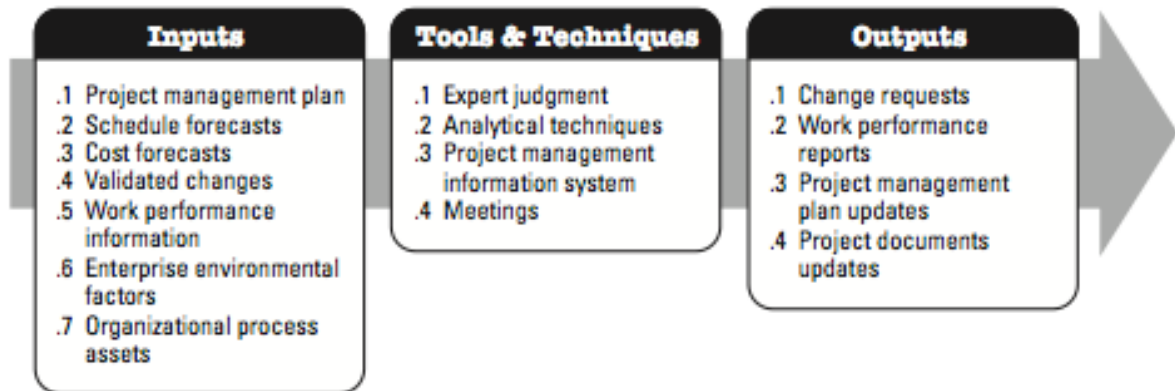 Inputs
.1 Project management plan
.2 Schedule forecasts
.3 Cost forecasts
.4 Validated changes
.5 Work performance
information
.6 Enterprise environmental
factors
.7 Organizational process
assets
Tools & Techniques
.1 Expert judgment
.2 Analytical techniques
.3 Project management
information system
.4 Meetings
Outputs
.1 Change requests
.2 Work performance
reports
.3 Project management
plan updates
.4 Project documents
updates